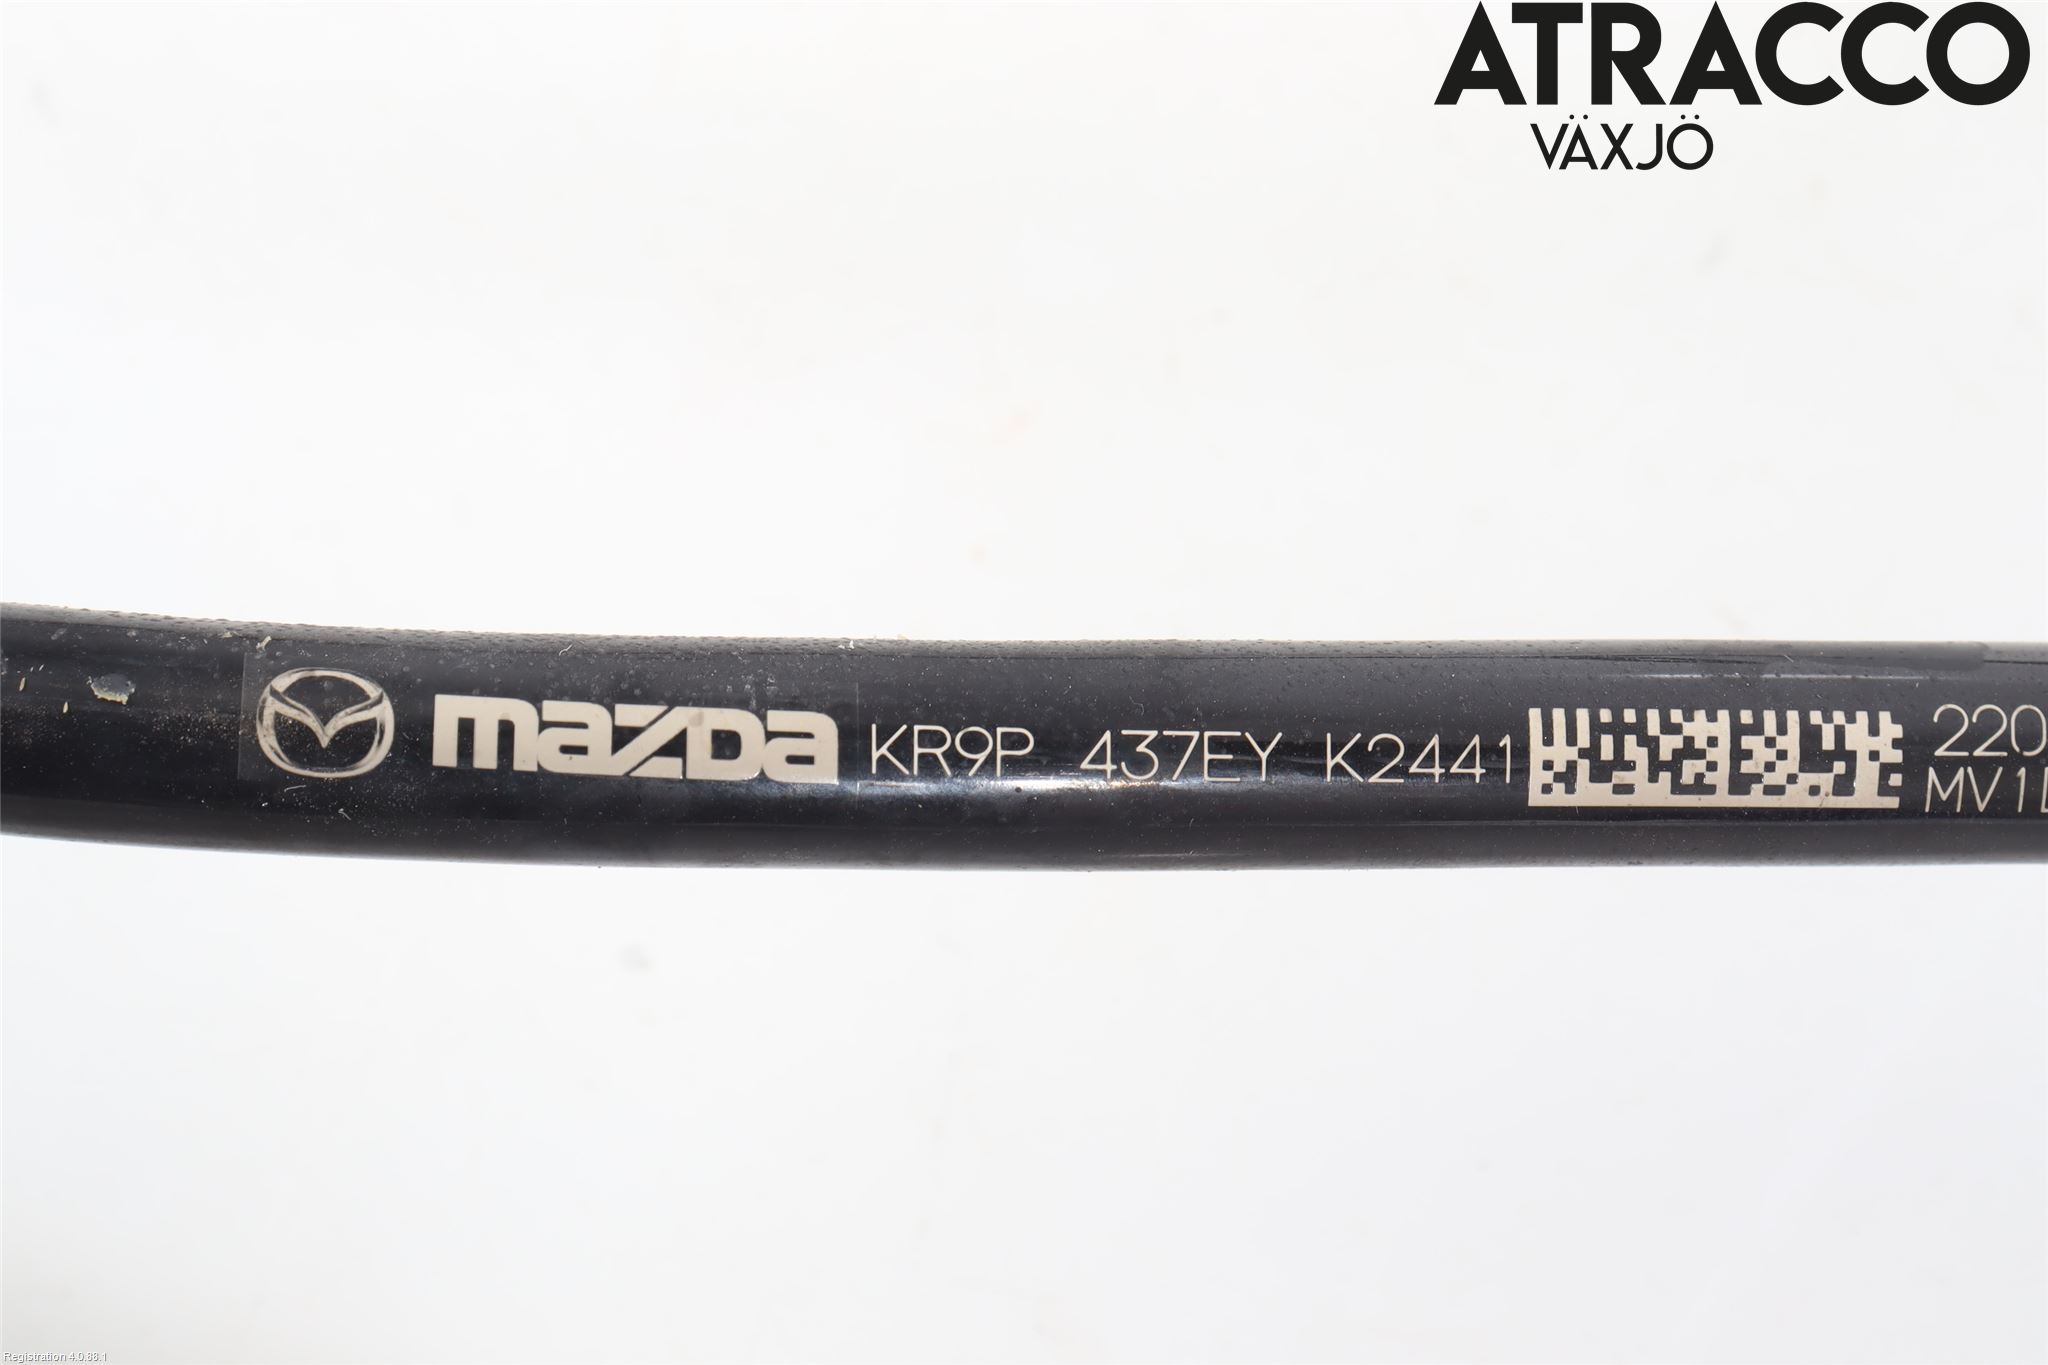 ATRACCO
VÄXJÖ
mazda KR9P 437EY K2441
220
MV1
Registration 4.0.88.1